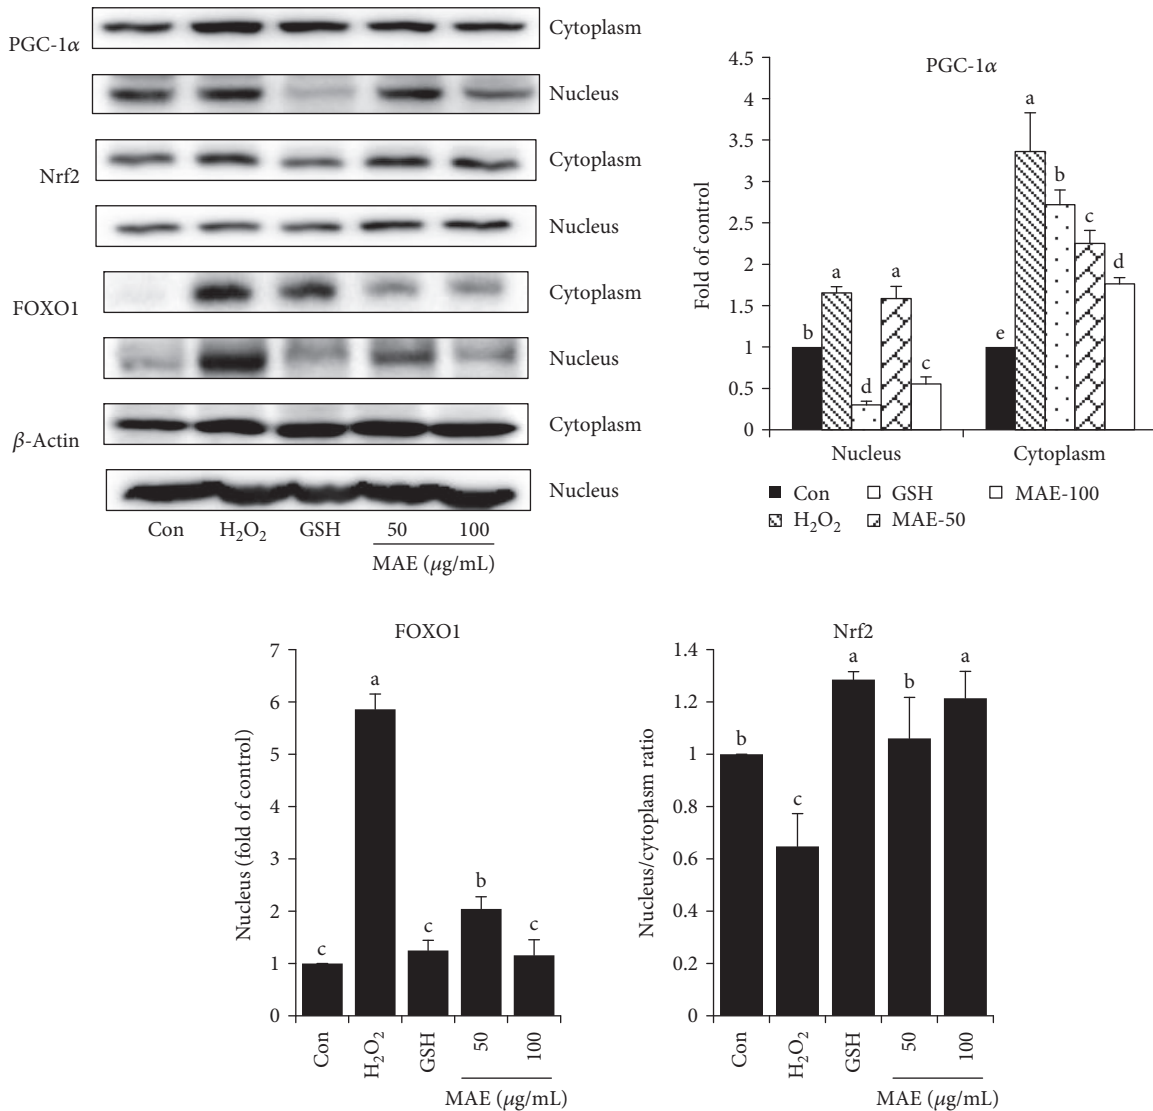 PGC-1α
Cytoplasm
Nucleus
Nrf2
Cytoplasm
Nucleus
FOXO1
Cytoplasm
Nucleus
β-Actin
Cytoplasm
Nucleus
Con H₂O₂ GSH 50 100
MAE (μg/mL)
PGC-1α
Fold of control
4.5
4
3.5
3
2.5
2
1.5
1
0.5
0
b a d a c
e a b c d
Nucleus Cytoplasm
Con GSH MAE-100
H₂O₂ MAE-50
FOXO1
Nucleus (fold of control)
7
6
5
4
3
2
1
0
c a c b c
Con H₂O₂ GSH 50 100
MAE (μg/mL)
Nrf2
Nucleus/cytoplasm ratio
1.4
1.2
1
0.8
0.6
0.4
0.2
0
b c a b a
Con H₂O₂ GSH 50 100
MAE (μg/mL)